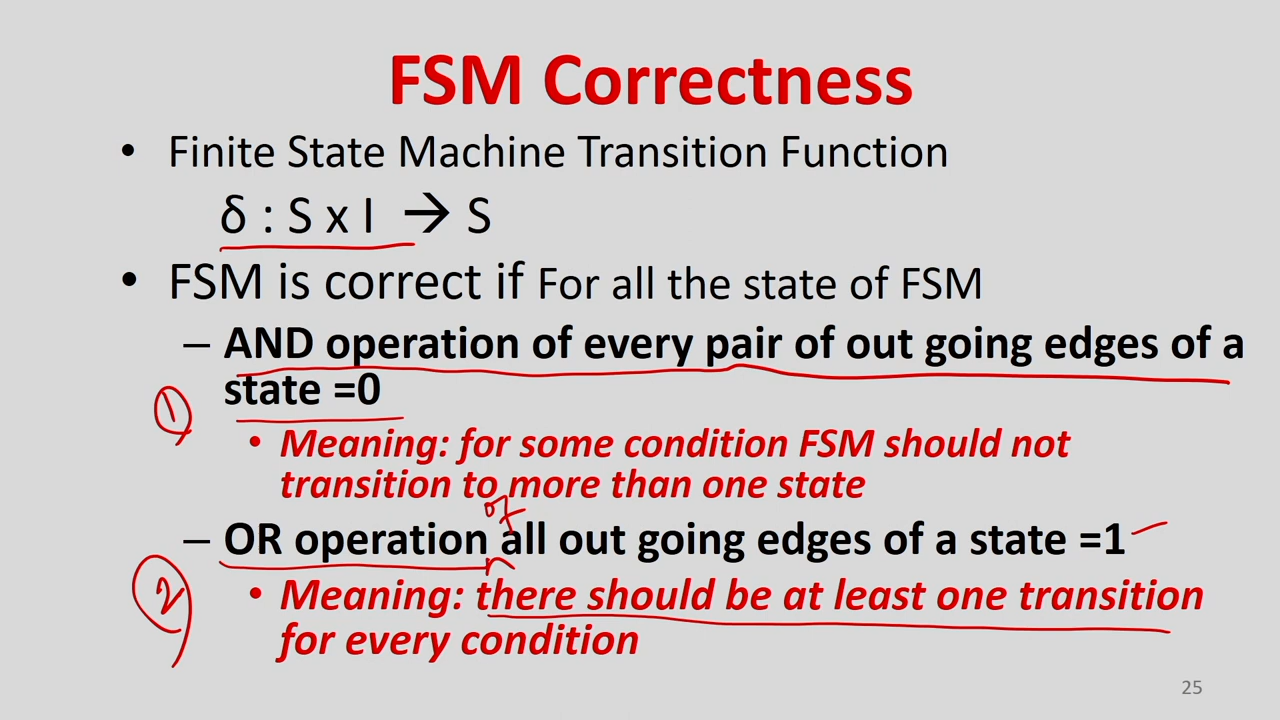 FSM Correctness
• Finite State Machine Transition Function
δ : S x I → S
• FSM is correct if For all the state of FSM
– AND operation of every pair of out going edges of a
state =0
1
• Meaning: for some condition FSM should not
transition to more than one state
of
– OR operation all out going edges of a state =1
2
• Meaning: there should be at least one transition
for every condition
25